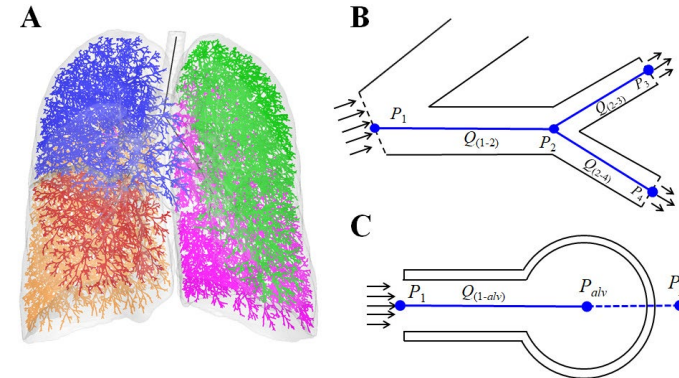 A
B
P1
Q(1-2)
P2
Q(2-3)
P3
Q(2-4)
P4
C
P1
Q(1-alv)
Palv
P